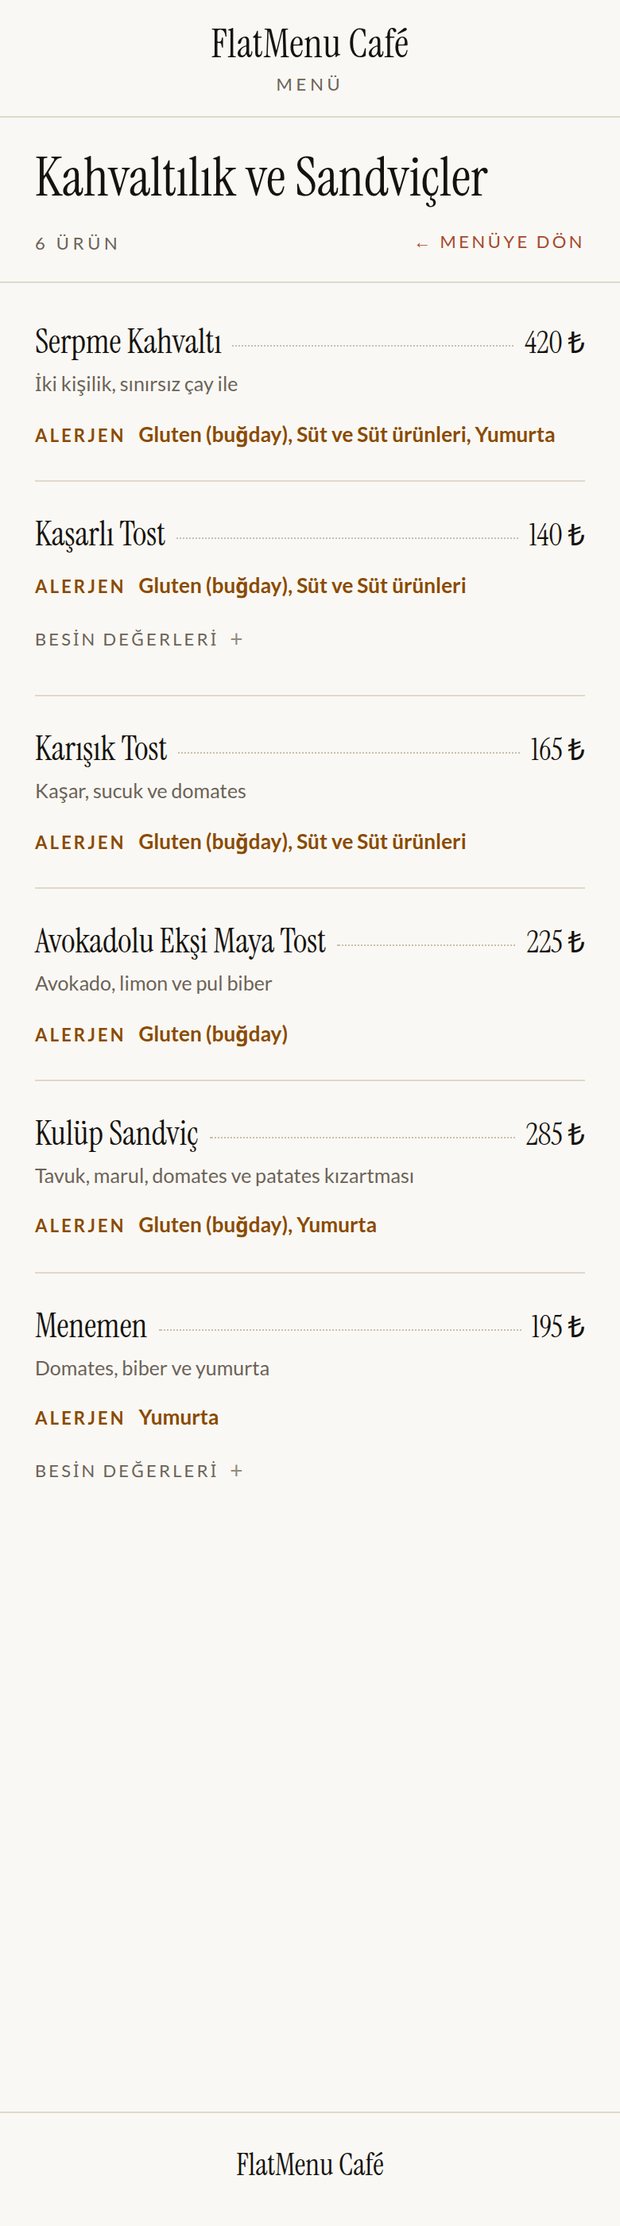 FlatMenu Café
MENÜ
Kahvaltılık ve Sandviçler
6 ÜRÜN
← MENÜYE DÖN
Serpme Kahvaltı 420 ₺
İki kişilik, sınırsız çay ile
ALERJEN Gluten (buğday), Süt ve Süt ürünleri, Yumurta
Kaşarlı Tost 140 ₺
ALERJEN Gluten (buğday), Süt ve Süt ürünleri
BESİN DEĞERLERİ +
Karışık Tost 165 ₺
Kaşar, sucuk ve domates
ALERJEN Gluten (buğday), Süt ve Süt ürünleri
Avokadolu Ekşi Maya Tost 225 ₺
Avokado, limon ve pul biber
ALERJEN Gluten (buğday)
Kulüp Sandviç 285 ₺
Tavuk, marul, domates ve patates kızartması
ALERJEN Gluten (buğday), Yumurta
Menemen 195 ₺
Domates, biber ve yumurta
ALERJEN Yumurta
BESİN DEĞERLERİ +
FlatMenu Café